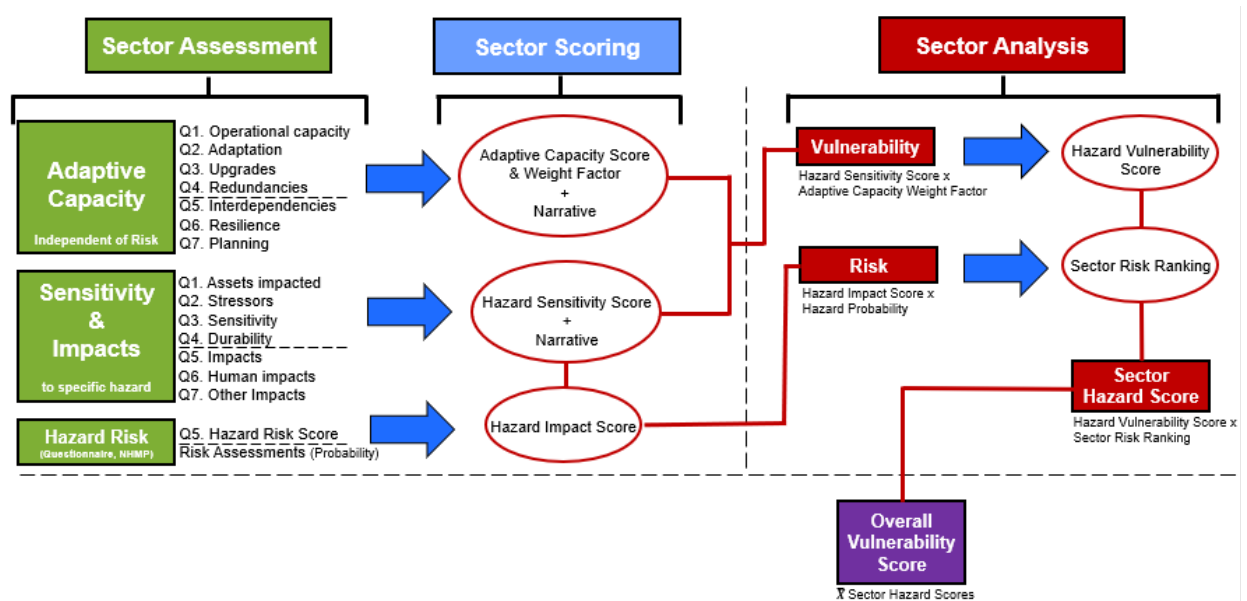 Sector Assessment
Sector Scoring
Sector Analysis
Adaptive
Capacity
Independent of Risk
Q1. Operational capacity
Q2. Adaptation
Q3. Upgrades
Q4. Redundancies
Q5. Interdependencies
Q6. Resilience
Q7. Planning
Adaptive Capacity Score
& Weight Factor
+
Narrative
Vulnerability
Hazard Sensitivity Score x
Adaptive Capacity Weight Factor
Hazard Vulnerability
Score
Sensitivity
&
Impacts
to specific hazard
Q1. Assets impacted
Q2. Stressors
Q3. Sensitivity
Q4. Durability
Q5. Impacts
Q6. Human impacts
Q7. Other Impacts
Hazard Sensitivity Score
+
Narrative
Risk
Hazard Impact Score x
Hazard Probability
Sector Risk Ranking
Hazard Risk
(Questionnaire, NHMP)
Q5. Hazard Risk Score
Risk Assessments (Probability)
Hazard Impact Score
Sector
Hazard Score
Hazard Vulnerability Score x
Sector Risk Ranking
Overall
Vulnerability
Score
X̄ Sector Hazard Scores